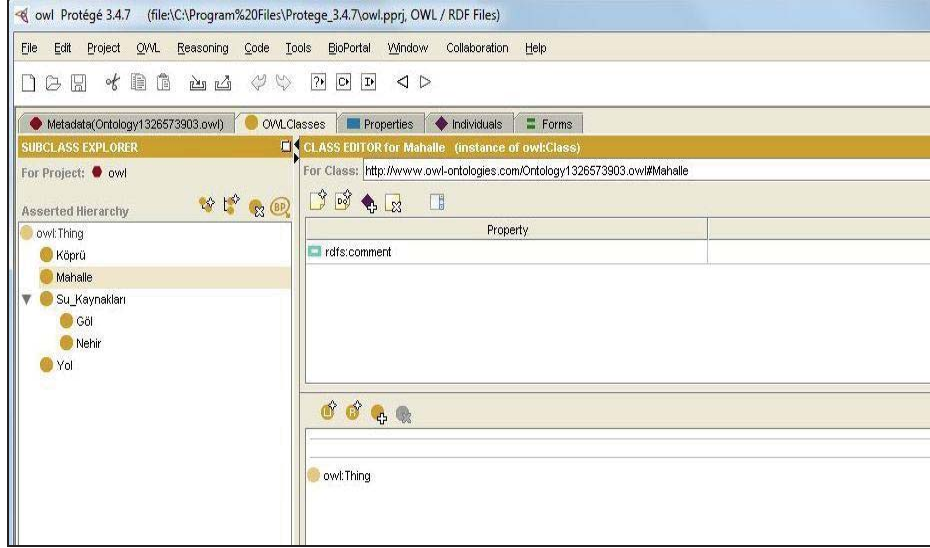 owl Protégé 3.4.7 (file:\C:\Program%20Files\Protege_3.4.7\owl.pprj, OWL / RDF Files)
File Edit Project OWL Reasoning Code Tools BioPortal Window Collaboration Help
Metadata(Ontology1326573903.owl) OWLClasses Properties Individuals Forms
SUBCLASS EXPLORER
For Project: owl
Asserted Hierarchy
BP
owl:Thing
Köprü
Mahalle
Su_Kaynakları
Göl
Nehir
Yol
CLASS EDITOR for Mahalle (instance of owl:Class)
For Class: http://www.owl-ontologies.com/Ontology1326573903.owl#Mahalle
Property
rdfs:comment
owl:Thing